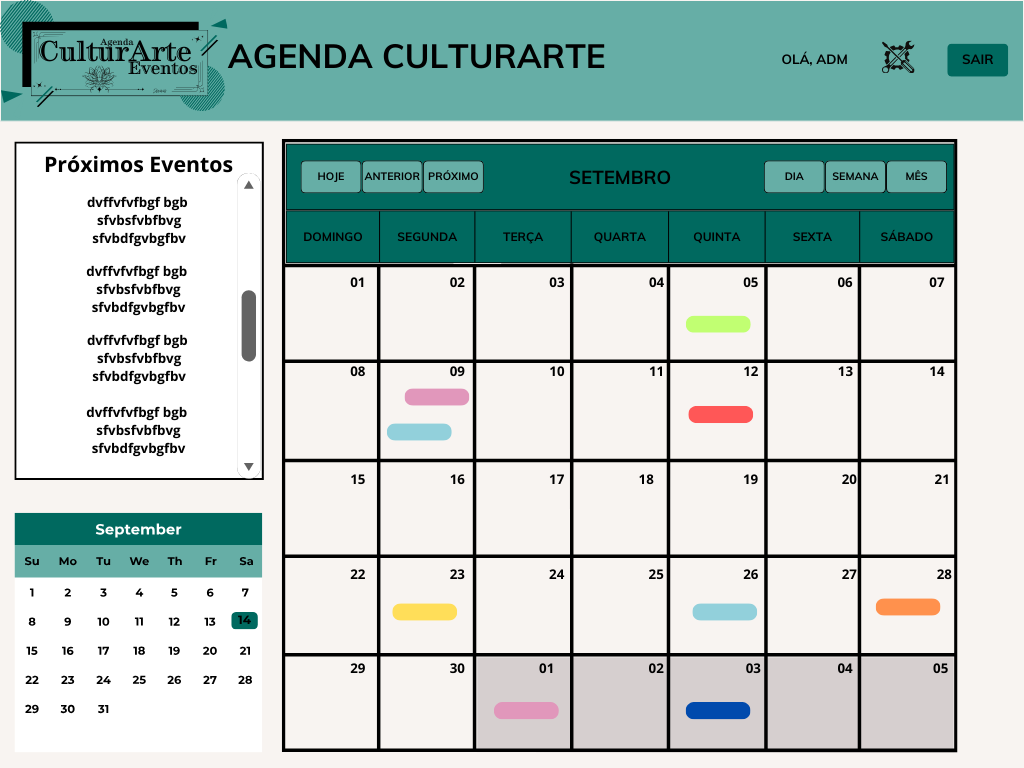 Agenda
CulturArte
Eventos
AGENDA CULTURARTE
OLÁ, ADM
SAIR
Próximos Eventos
dvffvfvfbgf bgb
sfvbsfvbfbvg
sfvbdfgvbgfbv
dvffvfvfbgf bgb
sfvbsfvbfbvg
sfvbdfgvbgfbv
dvffvfvfbgf bgb
sfvbsfvbfbvg
sfvbdfgvbgfbv
dvffvfvfbgf bgb
sfvbsfvbfbvg
sfvbdfgvbgfbv
September
Su Mo Tu We Th Fr Sa
1 2 3 4 5 6 7
8 9 10 11 12 13 14
15 16 17 18 19 20 21
22 23 24 25 26 27 28
29 30 31
HOJE ANTERIOR PRÓXIMO SETEMBRO DIA SEMANA MÊS
DOMINGO SEGUNDA TERÇA QUARTA QUINTA SEXTA SÁBADO
01 02 03 04 05 06 07
08 09 10 11 12 13 14
15 16 17 18 19 20 21
22 23 24 25 26 27 28
29 30 01 02 03 04 05